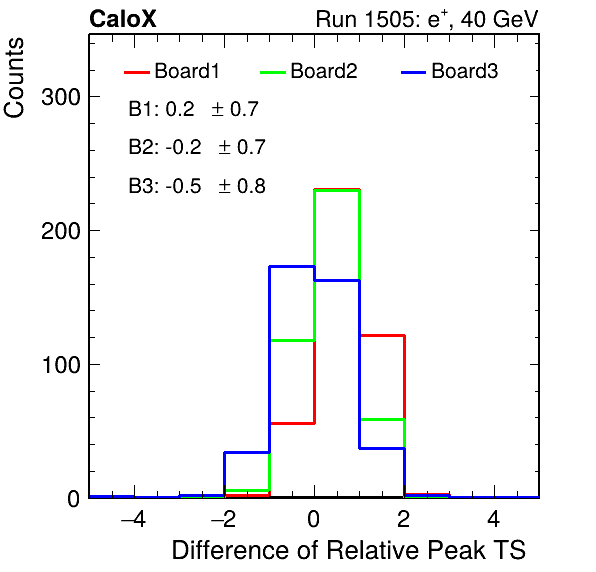 CaloX Run 1505: e⁺, 40 GeV
Counts
Board1 Board2 Board3
B1: 0.2 ± 0.7
B2: -0.2 ± 0.7
B3: -0.5 ± 0.8
300
200
100
0
−4 −2 0 2 4
Difference of Relative Peak TS